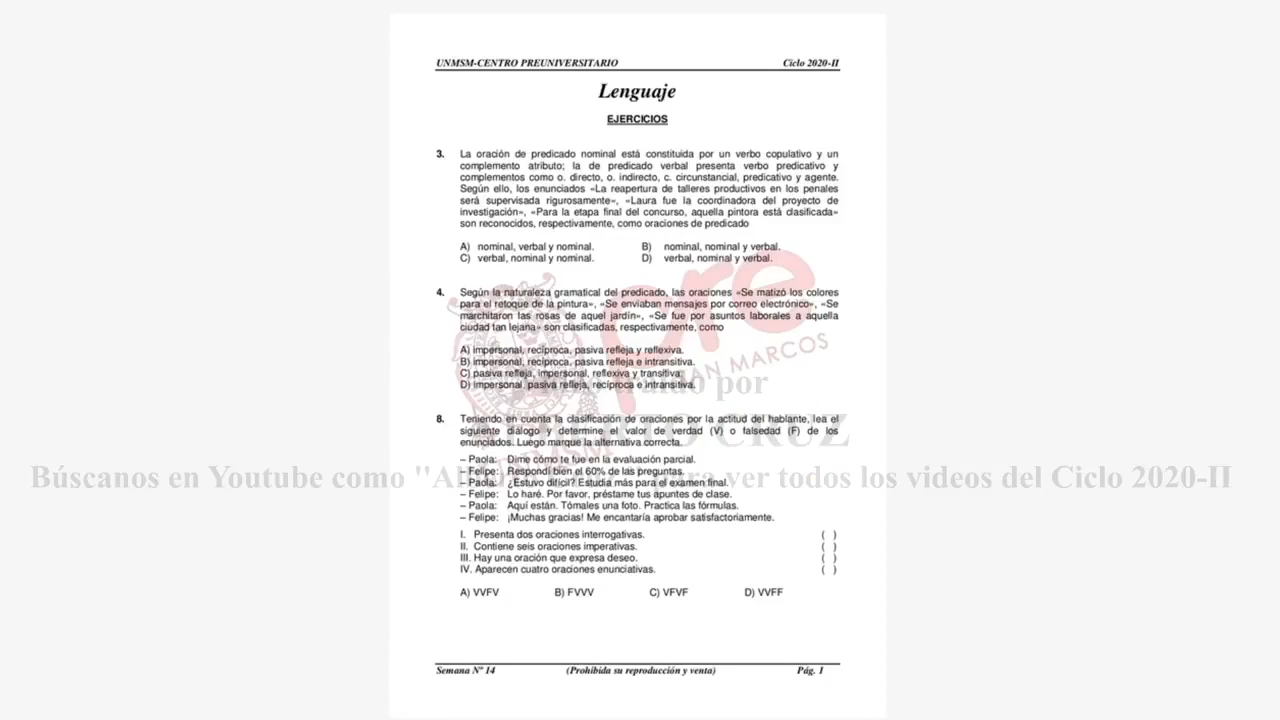 UNMSM-CENTRO PREUNIVERSITARIO Ciclo 2020-II
Lenguaje
EJERCICIOS
3. La oración de predicado nominal está constituida por un verbo copulativo y un
complemento atributo; la de predicado verbal presenta verbo predicativo y
complementos como o. directo, o. indirecto, c. circunstancial, predicativo y agente.
Según ello, los enunciados «La reapertura de talleres productivos en los penales
será supervisada rigurosamente», «Laura fue la coordinadora del proyecto de
investigación», «Para la etapa final del concurso, aquella pintora está clasificada»
son reconocidos, respectivamente, como oraciones de predicado
A) nominal, verbal y nominal. B) nominal, nominal y verbal.
C) verbal, nominal y nominal. D) verbal, nominal y verbal.
4. Según la naturaleza gramatical del predicado, las oraciones «Se matizó los colores
para el retoque de la pintura», «Se enviaban mensajes por correo electrónico», «Se
marchitaron las rosas de aquel jardín», «Se fue por asuntos laborales a aquella
ciudad tan lejana» son clasificadas, respectivamente, como
A) impersonal, recíproca, pasiva refleja y reflexiva.
B) impersonal, recíproca, pasiva refleja e intransitiva.
C) pasiva refleja, impersonal, reflexiva y transitiva.
D) impersonal, pasiva refleja, recíproca e intransitiva.
pre
SAN MARCOS
por
CRUZ
8. Teniendo en cuenta la clasificación de oraciones por la actitud del hablante, lea el
siguiente diálogo y determine el valor de verdad (V) o falsedad (F) de los
enunciados. Luego marque la alternativa correcta.
– Paola: Dime cómo te fue en la evaluación parcial.
– Felipe: Respondí bien el 60% de las preguntas.
Búscanos en Youtube como "A ver todos los videos del Ciclo 2020-II
– Paola: ¿Estuvo difícil? Estudia más para el examen final.
– Felipe: Lo haré. Por favor, préstame tus apuntes de clase.
– Paola: Aquí están. Tómales una foto. Practica las fórmulas.
– Felipe: ¡Muchas gracias! Me encantaría aprobar satisfactoriamente.
I. Presenta dos oraciones interrogativas. ( )
II. Contiene seis oraciones imperativas. ( )
III. Hay una oración que expresa deseo. ( )
IV. Aparecen cuatro oraciones enunciativas. ( )
A) VVFV B) FVVV C) VFVF D) VVFF
Semana Nº 14 (Prohibida su reproducción y venta) Pág. 1